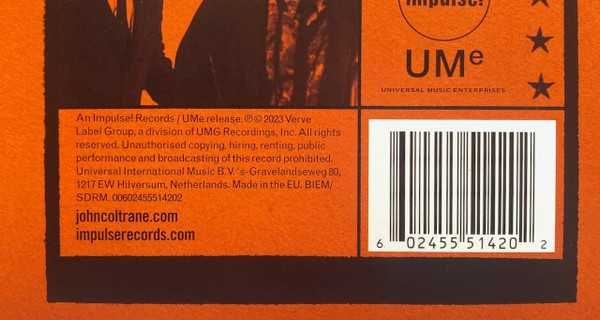 impulse!
UMe
UNIVERSAL MUSIC ENTERPRISES
An Impulse! Records / UMe release. ℗© 2023 Verve
Label Group, a division of UMG Recordings, Inc. All rights
reserved. Unauthorised copying, hiring, renting, public
performance and broadcasting of this record prohibited.
Universal International Music B.V. 's-Gravelandseweg 80,
1217 EW Hilversum, Netherlands. Made in the EU. BIEM/
SDRM. 00602455514202
johncoltrane.com
impulserecords.com
6 02455 51420 2